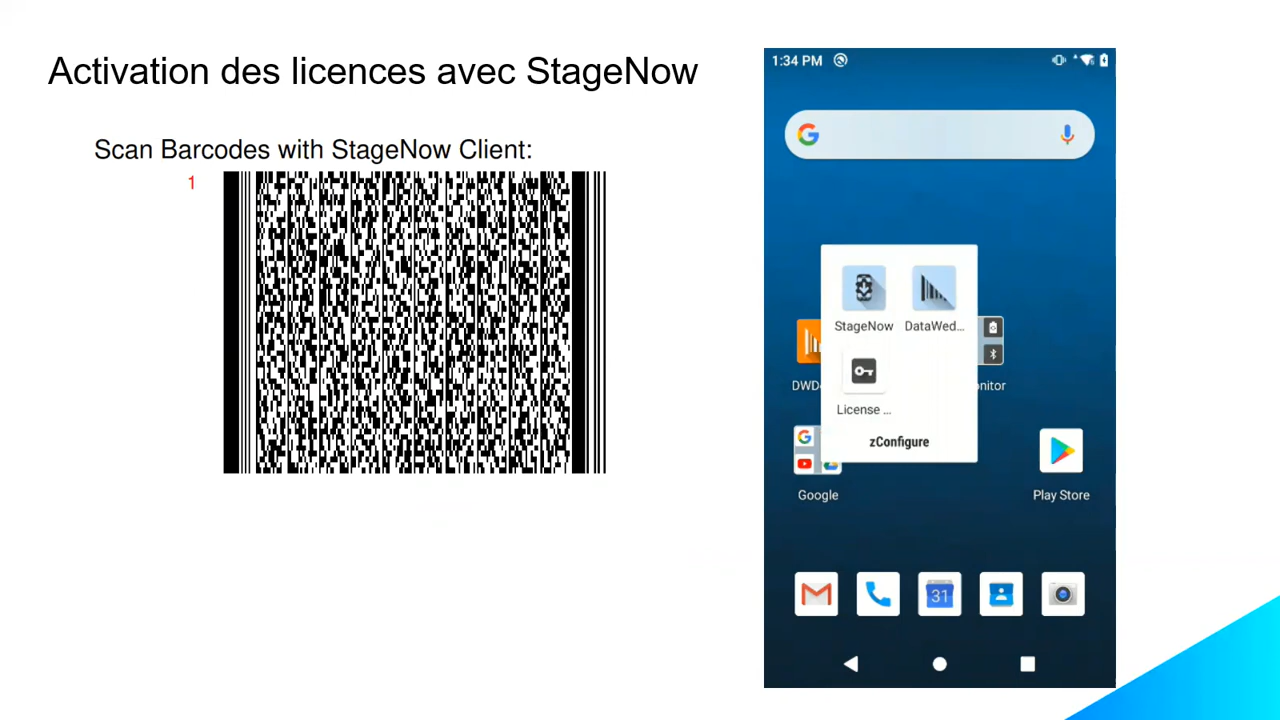 Activation des licences avec StageNow
Scan Barcodes with StageNow Client:
1
1:34 PM
StageNow
DataWed...
License ...
zConfigure
DWD
onitor
Google
Play Store
31